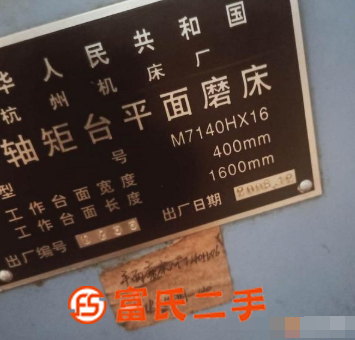 华人民共和国
杭州机床厂
轴矩台平面磨床
型号 M7140HX16
工作台面宽度 400mm
工作台面长度 1600mm
出厂编号 出厂日期
富氏二手